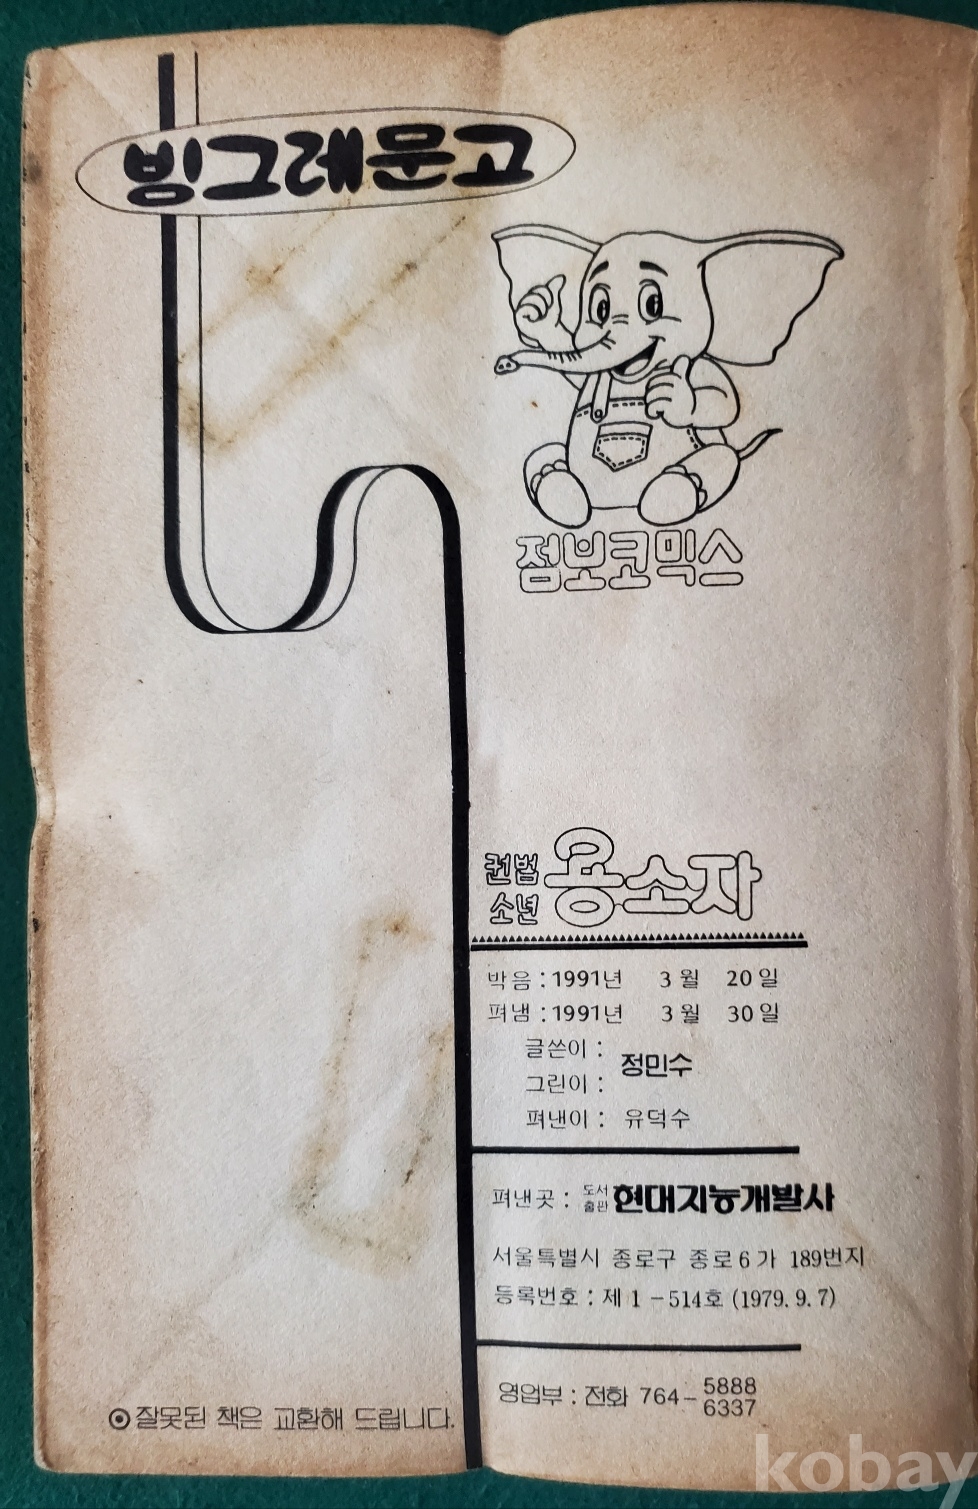 빙그레문고
점보코믹스
권법
소년 용소자
박음 : 1991년 3월 20일
펴냄 : 1991년 3월 30일
글쓴이 :
그린이 : 정민수
펴낸이 : 유덕수
펴낸곳 : 도서출판 현대지능개발사
서울특별시 종로구 종로6가 189번지
등록번호 : 제1-514호 (1979. 9. 7)
영업부 : 전화 764-5888
6337
⊙잘못된 책은 교환해 드립니다.
kobay